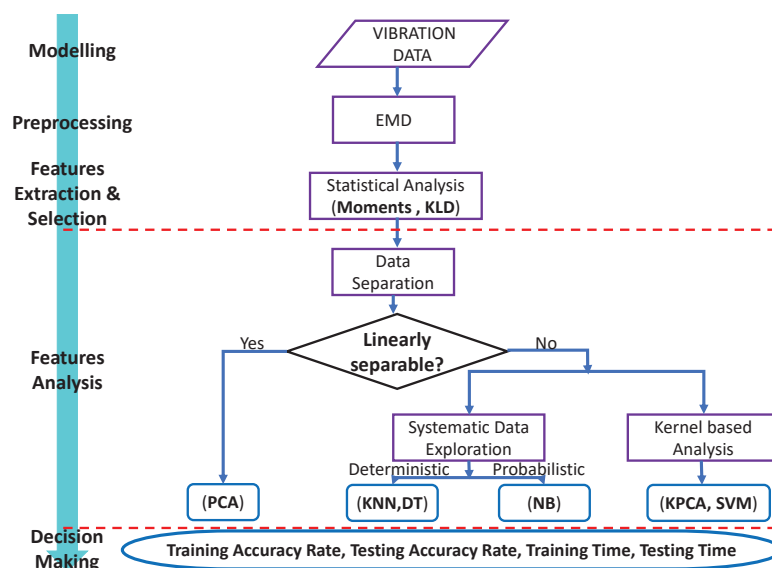 Modelling
VIBRATION
DATA
Preprocessing
EMD
Features
Extraction &
Selection
Statistical Analysis
(Moments , KLD)
Data
Separation
Features
Analysis
Yes
Linearly
separable?
No
Systematic Data
Exploration
Kernel based
Analysis
Deterministic
Probabilistic
(PCA)
(KNN,DT)
(NB)
(KPCA, SVM)
Decision
Making
Training Accuracy Rate, Testing Accuracy Rate, Training Time, Testing Time